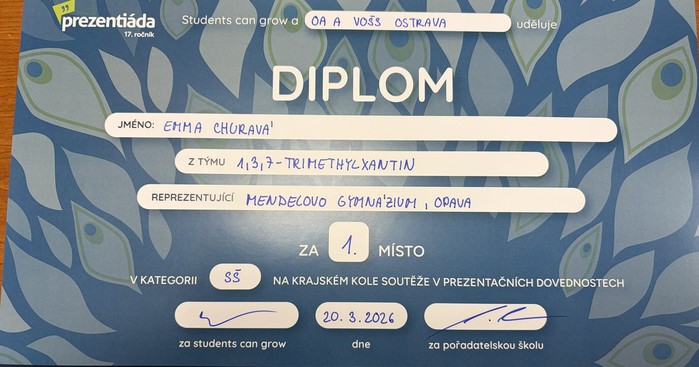 prezentiáda
17. ročník
Students can grow a OA A VOŠS OSTRAVA uděluje
DIPLOM
JMÉNO: EMMA CHURAVÁ
Z TÝMU 1,3,7-TRIMETHYLXANTIN
REPREZENTUJÍCÍ MENDELOVO GYMNÁZIUM, OPAVA
ZA 1. MÍSTO
V KATEGORII SŠ NA KRAJSKÉM KOLE SOUTĚŽE V PREZENTAČNÍCH DOVEDNOSTECH
20. 3. 2026
za students can grow dne za pořadatelskou školu